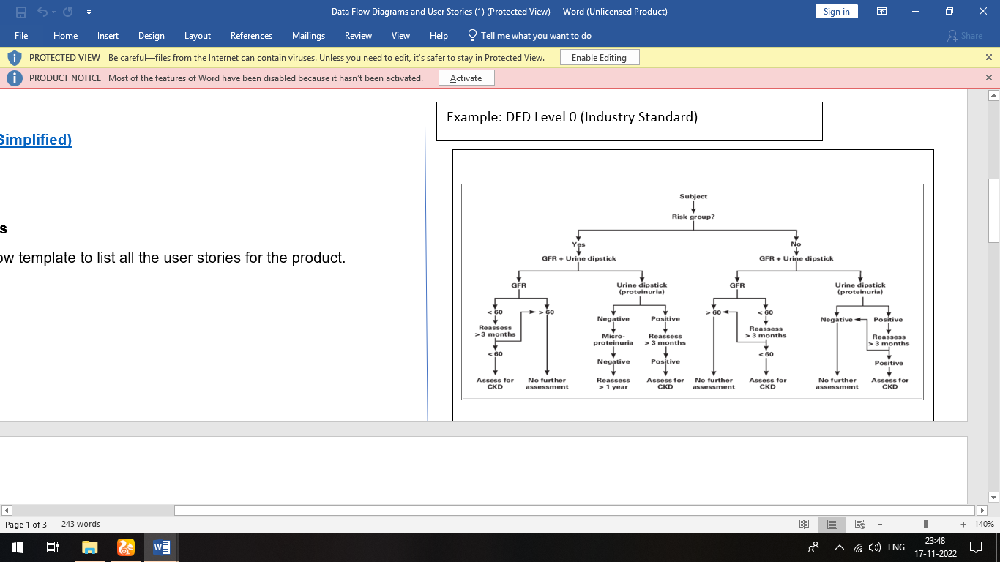 Data Flow Diagrams and User Stories (1) (Protected View) - Word (Unlicensed Product)
Sign in
File Home Insert Design Layout References Mailings Review View Help Tell me what you want to do Share
PROTECTED VIEW Be careful—files from the Internet can contain viruses. Unless you need to edit, it's safer to stay in Protected View. Enable Editing
PRODUCT NOTICE Most of the features of Word have been disabled because it hasn't been activated. Activate
Example: DFD Level 0 (Industry Standard)
Simplified)
s
ow template to list all the user stories for the product.
Subject
Risk group?
Yes No
GFR + Urine dipstick GFR + Urine dipstick
GFR Urine dipstick (proteinuria) GFR Urine dipstick (proteinuria)
< 60 > 60 Negative Positive > 60 < 60 Negative Positive
Reassess > 3 months Micro-proteinuria Reassess > 3 months Reassess > 3 months Reassess > 3 months
< 60 Negative Positive < 60 Positive
Assess for CKD No further assessment Reassess > 1 year Assess for CKD No further assessment Assess for CKD No further assessment Assess for CKD
Page 1 of 3 243 words 140%
ENG 23:48
17-11-2022